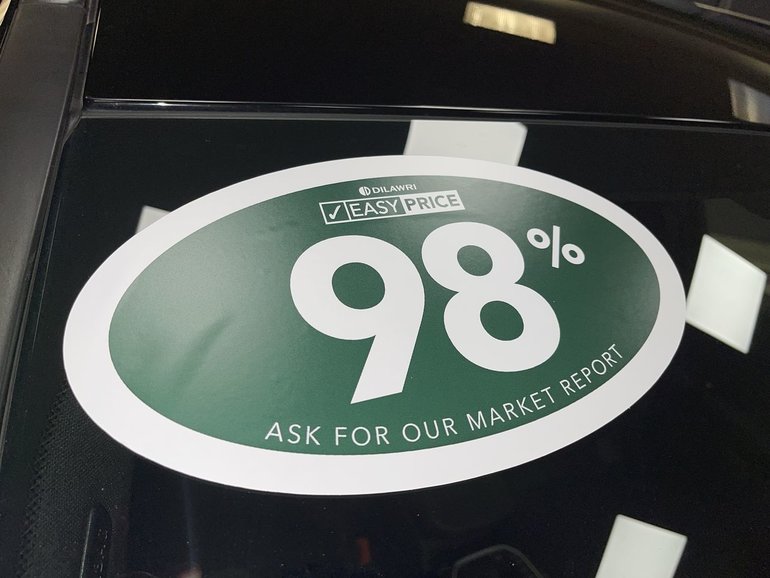 DILAWRI
✓ EASY PRICE
98%
ASK FOR OUR MARKET REPORT